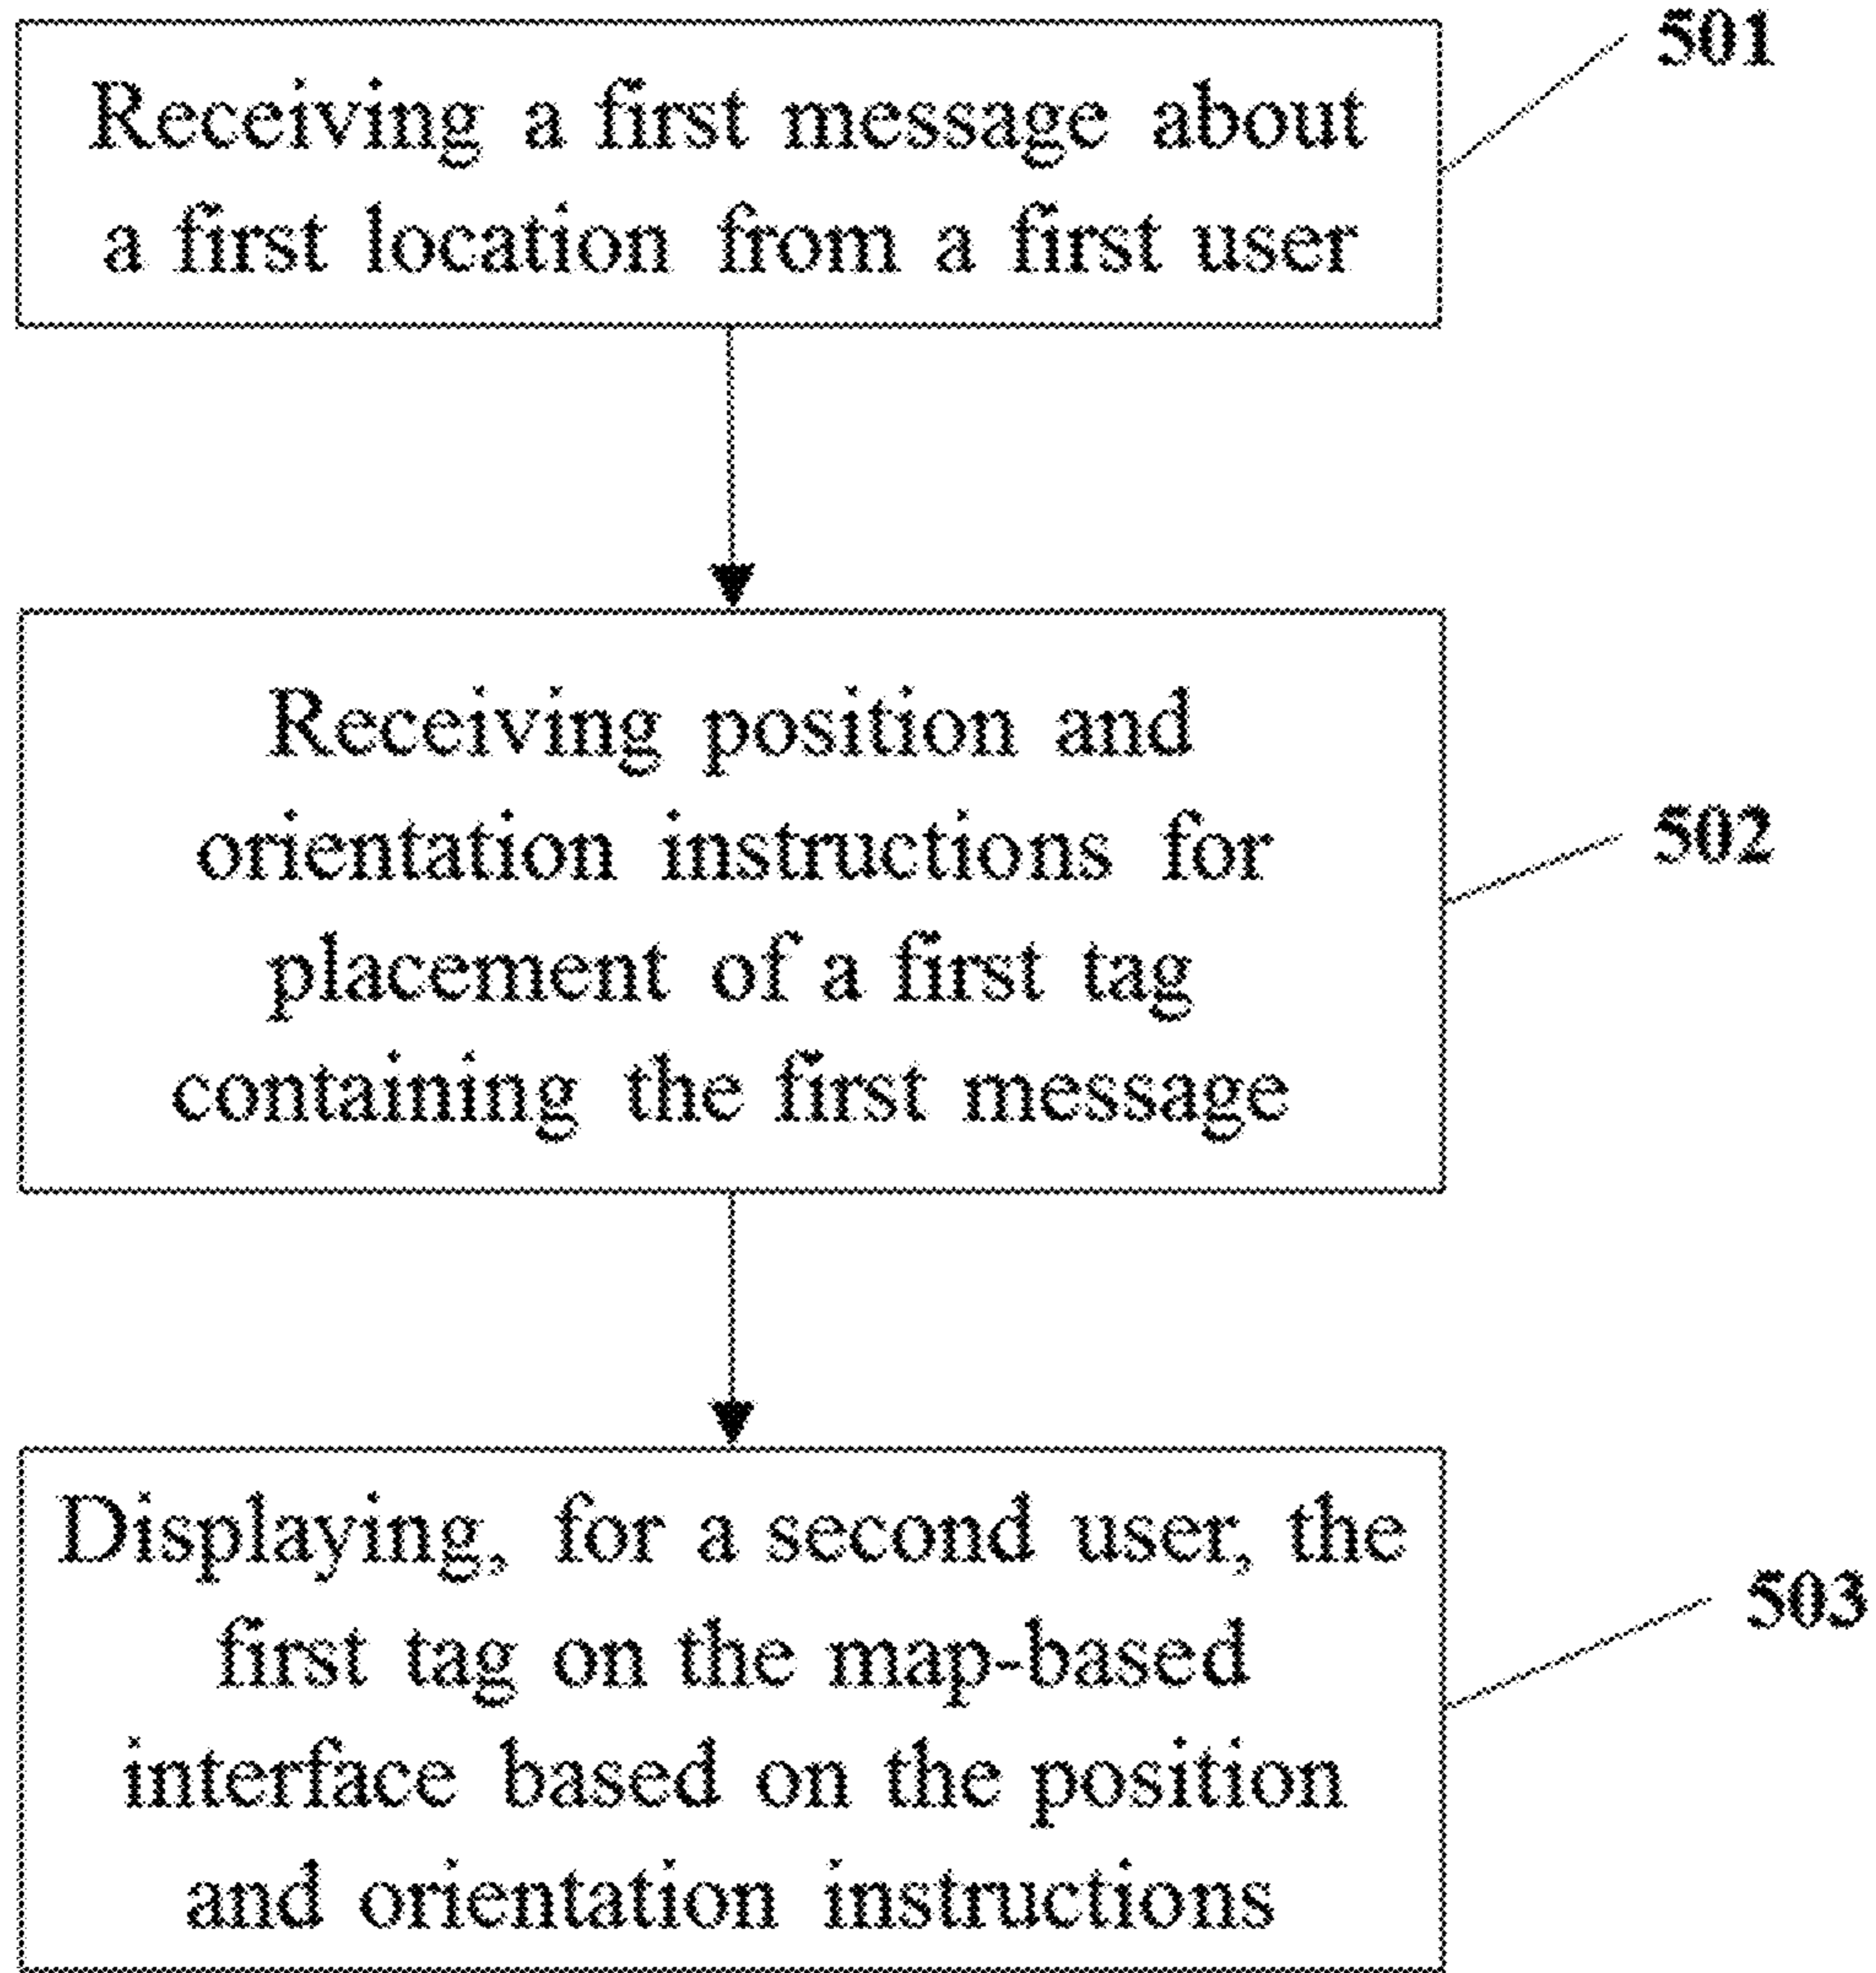 501
Receiving a first message about
a first location from a first user
Receiving position and
orientation instructions for
placement of a first tag
containing the first message
502
Displaying, for a second user, the
first tag on the map-based
interface based on the position
and orientation instructions
503